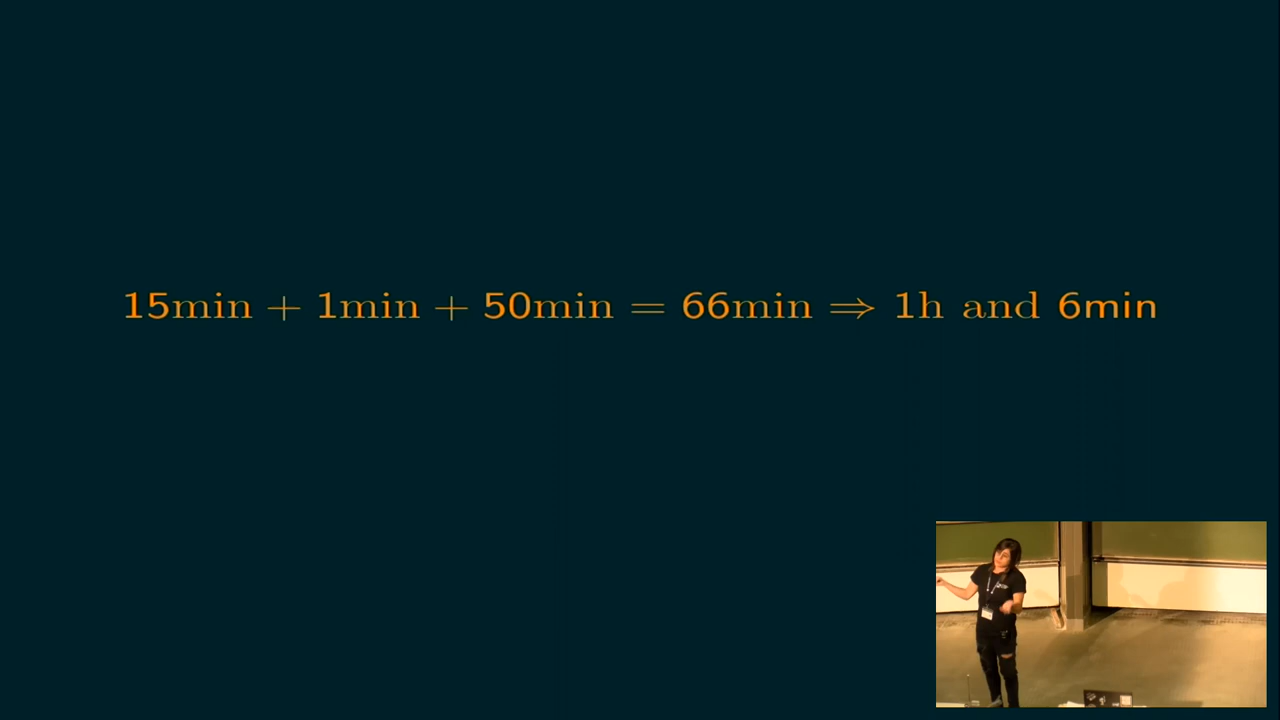 15min + 1min + 50min = 66min ⇒ 1h and 6min